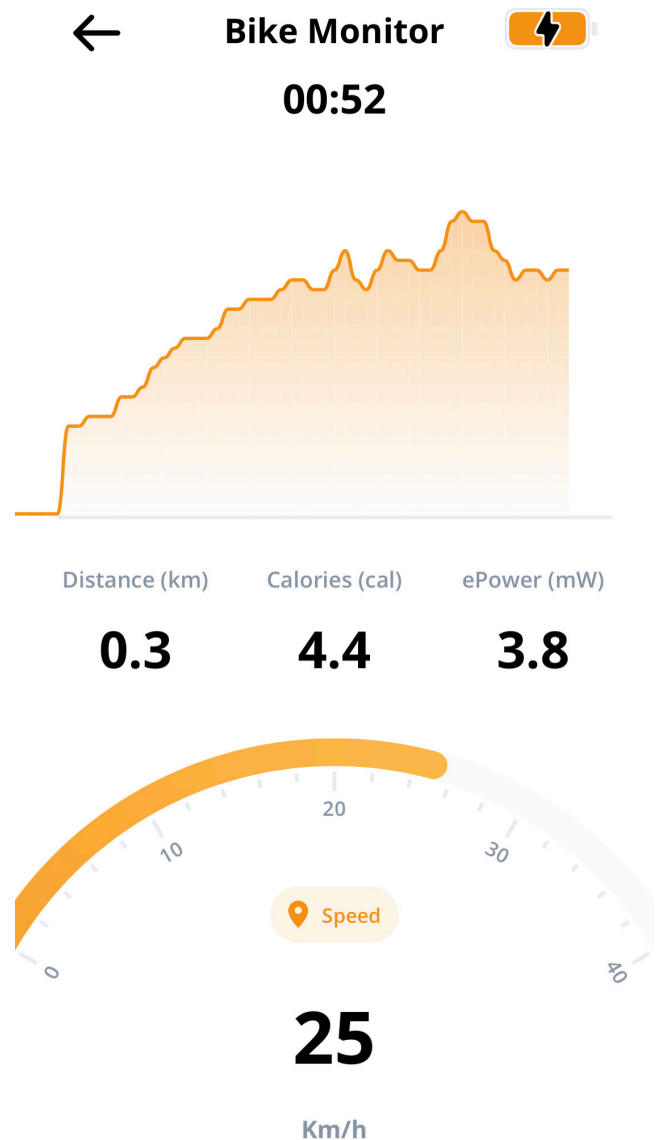 Bike Monitor
00:52
Distance (km) Calories (cal) ePower (mW)
0.3 4.4 3.8
0 10 20 30 40
Speed
25
Km/h